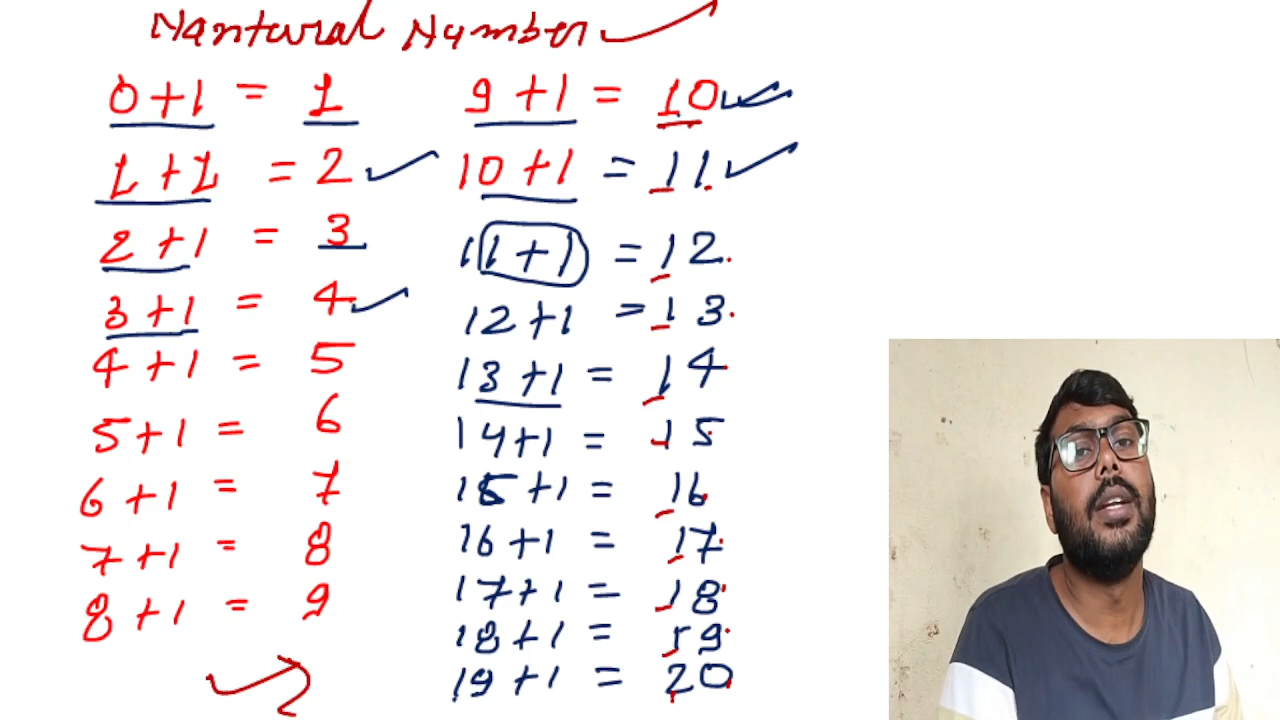 Nantural Number
0+1 = 1
1+1 = 2
2+1 = 3
3+1 = 4
4+1 = 5
5+1 = 6
6+1 = 7
7+1 = 8
8+1 = 9
9+1 = 10
10+1 = 11
11+1 = 12
12+1 = 13
13+1 = 14
14+1 = 15
15+1 = 16
16+1 = 17
17+1 = 18
18+1 = 19
19+1 = 20